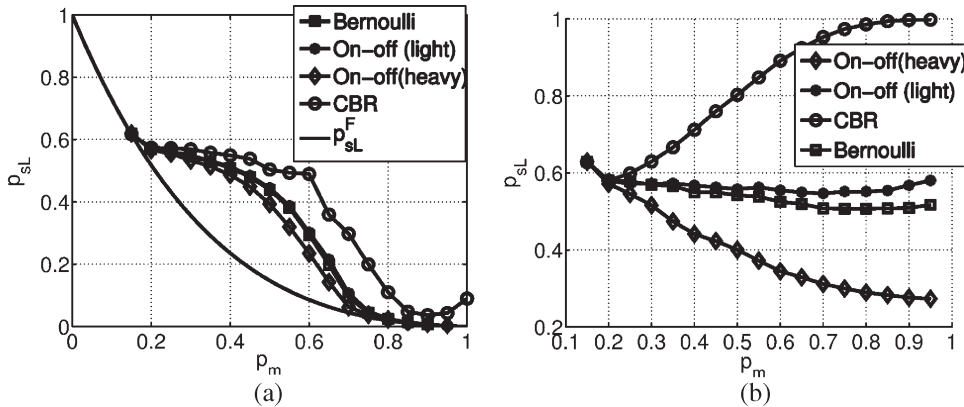 1
0.8
0.6
0.4
0.2
0
p_sL
0 0.2 0.4 0.6 0.8 1
p_m
Bernoulli
On−off (light)
On−off(heavy)
CBR
p_sL^F
(a)
1
0.8
0.6
0.4
0.2
p_sL
0.1 0.2 0.3 0.4 0.5 0.6 0.7 0.8 0.9 1
p_m
On−off(heavy)
On−off (light)
CBR
Bernoulli
(b)